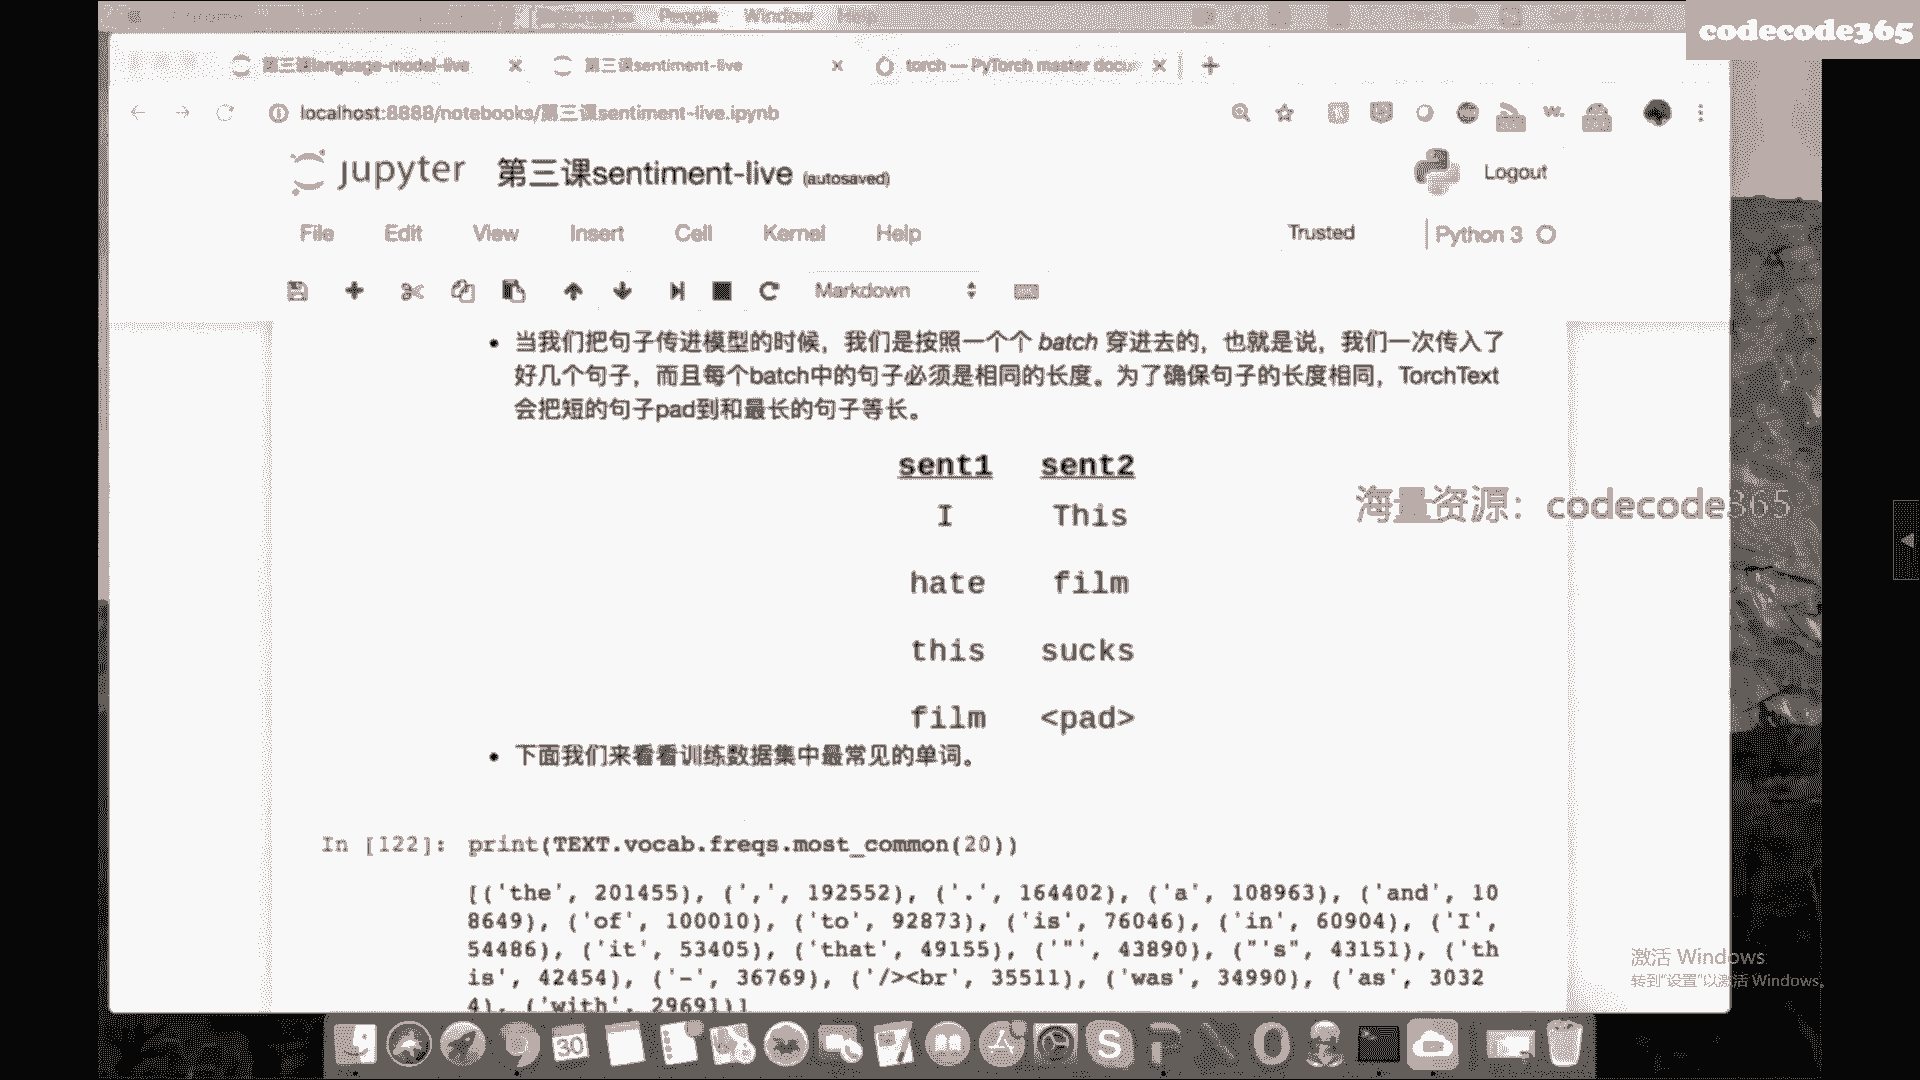 People Window Help
codecode365
第三课language-model-live
第三课sentiment-live
torch — PyTorch master docum
localhost:8888/notebooks/第三课sentiment-live.ipynb
jupyter 第三课sentiment-live (autosaved)
Logout
File Edit View Insert Cell Kernel Help
Trusted
Python 3
Markdown
当我们把句子传进模型的时候，我们是按照一个个 batch 穿进去的，也就是说，我们一次传入了
好几个句子，而且每个batch中的句子必须是相同的长度。为了确保句子的长度相同，TorchText
会把短的句子pad到和最长的句子等长。
sent1 sent2
I This
海量资源：codecode365
hate film
this sucks
film <pad>
下面我们来看看训练数据集中最常见的单词。
In [122]: print(TEXT.vocab.freqs.most_common(20))
[('the', 201455), (',', 192552), ('.', 164402), ('a', 108963), ('and', 10
8649), ('of', 100010), ('to', 92873), ('is', 76046), ('in', 60904), ('I',
54486), ('it', 53405), ('that', 49155), ('"', 43890), ("'s", 43151), ('th
is', 42454), ('-', 36769), ('/><br', 35511), ('was', 34990), ('as', 3032
4), ('with', 29691)]
激活 Windows
转到"设置"以激活 Windows。
30